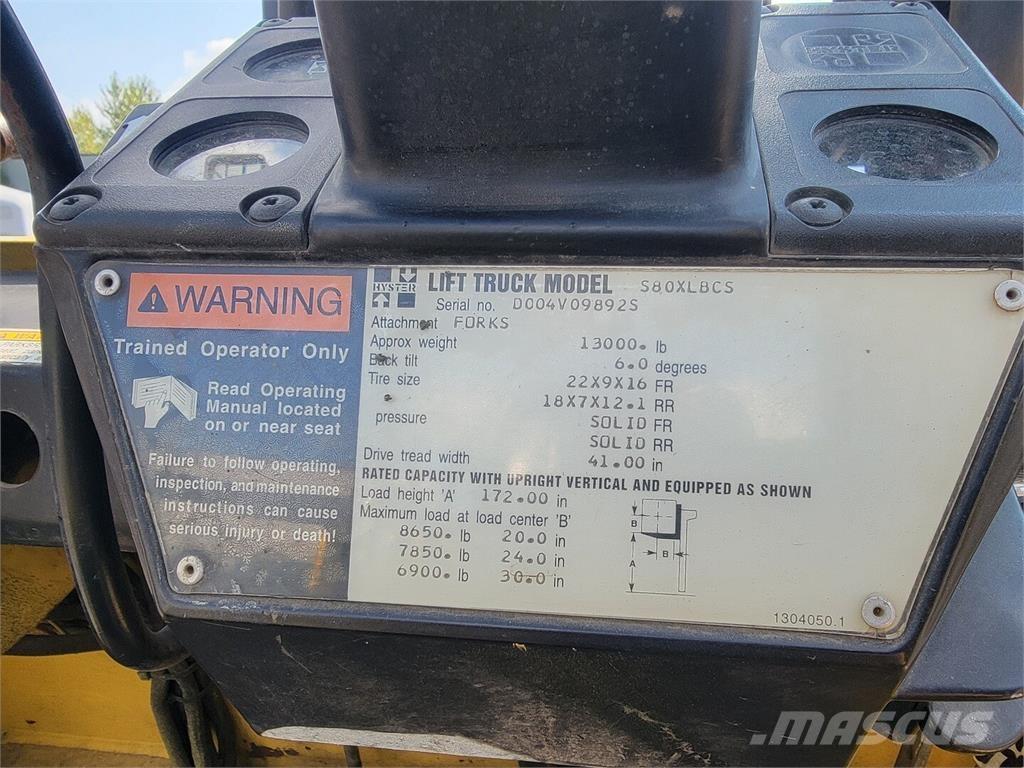 WARNING
Trained Operator Only
Read Operating
Manual located
on or near seat
Failure to follow operating,
inspection, and maintenance
instructions can cause
serious injury or death!
HYSTER
LIFT TRUCK MODEL S80XLBCS
Serial no. D004V09892S
Attachment FORKS
Approx weight 13000. lb
Back tilt 6.0 degrees
Tire size 22X9X16 FR
18X7X12.1 RR
pressure SOLID FR
SOLID RR
Drive tread width 41.00 in
RATED CAPACITY WITH UPRIGHT VERTICAL AND EQUIPPED AS SHOWN
Load height 'A' 172.00 in
Maximum load at load center 'B'
8650. lb 20.0 in
7850. lb 24.0 in
6900. lb 30.0 in
B
B
A
1304050.1
MASCUS